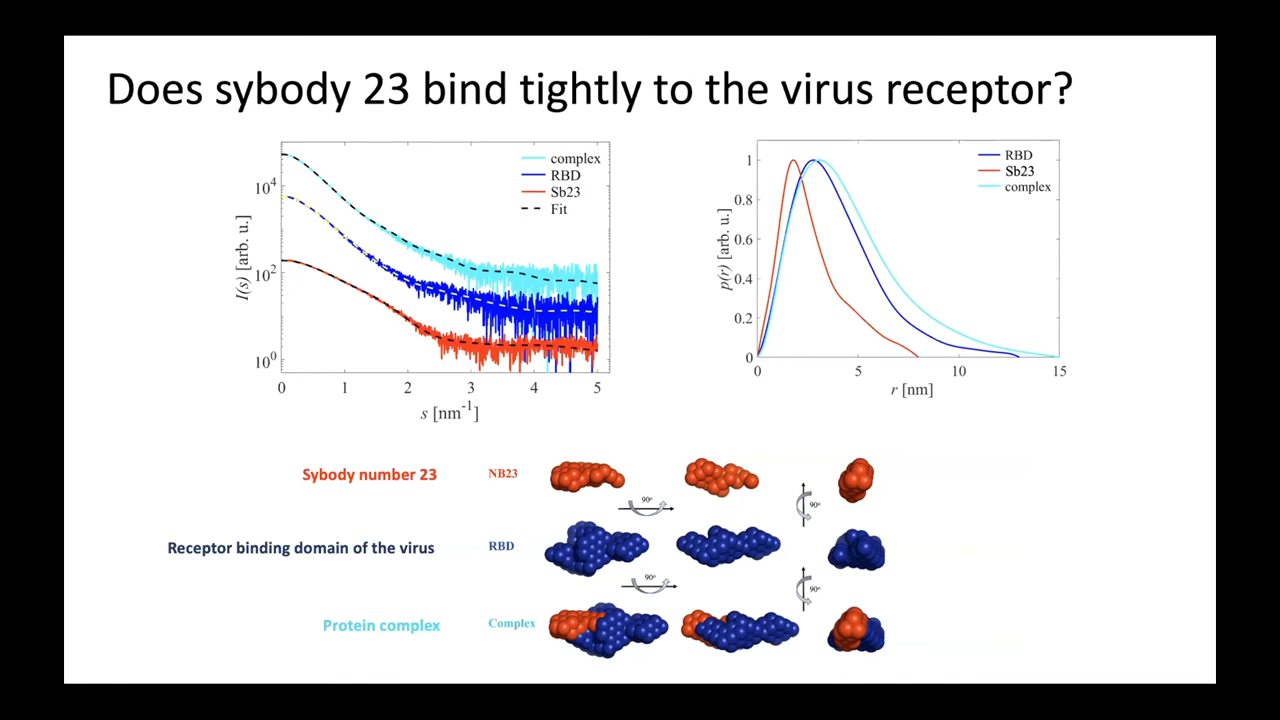 Does sybody 23 bind tightly to the virus receptor?
complex
RBD
Sb23
Fit
10⁴
10²
10⁰
I(s) [arb. u.]
0 1 2 3 4 5
s [nm⁻¹]
RBD
Sb23
complex
1
0.8
0.6
0.4
0.2
0
p(r) [arb. u.]
0 5 10 15
r [nm]
Sybody number 23 NB23
90°
90°
Receptor binding domain of the virus RBD
90°
90°
Protein complex Complex